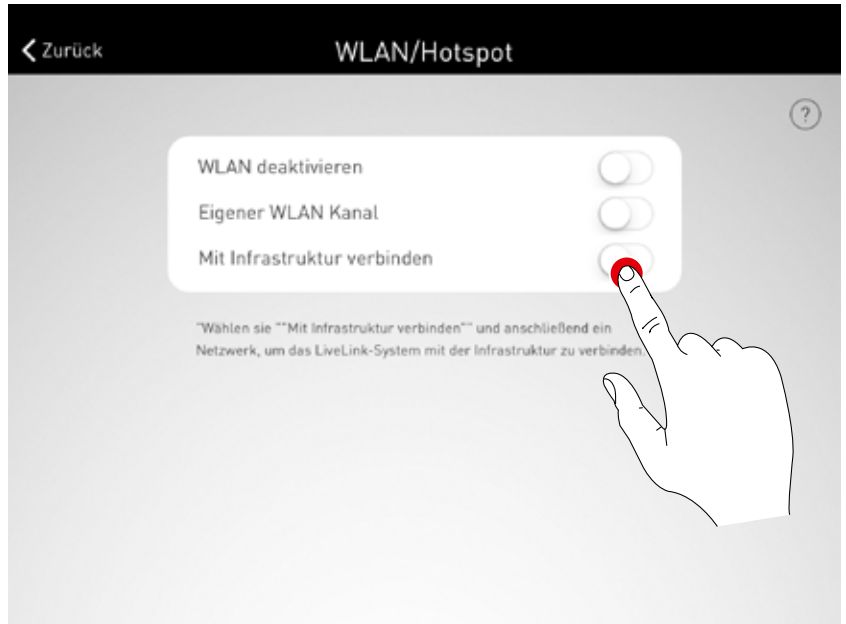 Zurück
WLAN/Hotspot
?
WLAN deaktivieren
Eigener WLAN Kanal
Mit Infrastruktur verbinden
"Wählen sie ""Mit Infrastruktur verbinden"" und anschließend ein
Netzwerk, um das LiveLink-System mit der Infrastruktur zu verbinden.